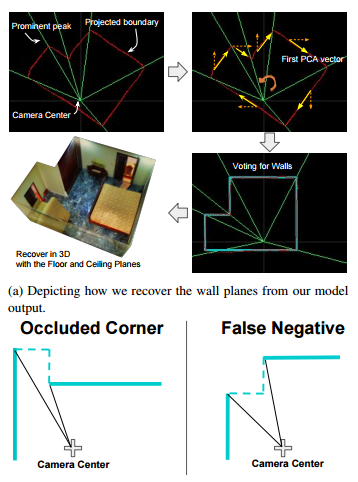 Prominent peak
Projected boundary
Camera Center
First PCA vector
Voting for Walls
Recover in 3D
with the Floor and Ceiling Planes
(a) Depicting how we recover the wall planes from our model
output.
Occluded Corner
False Negative
Camera Center
Camera Center